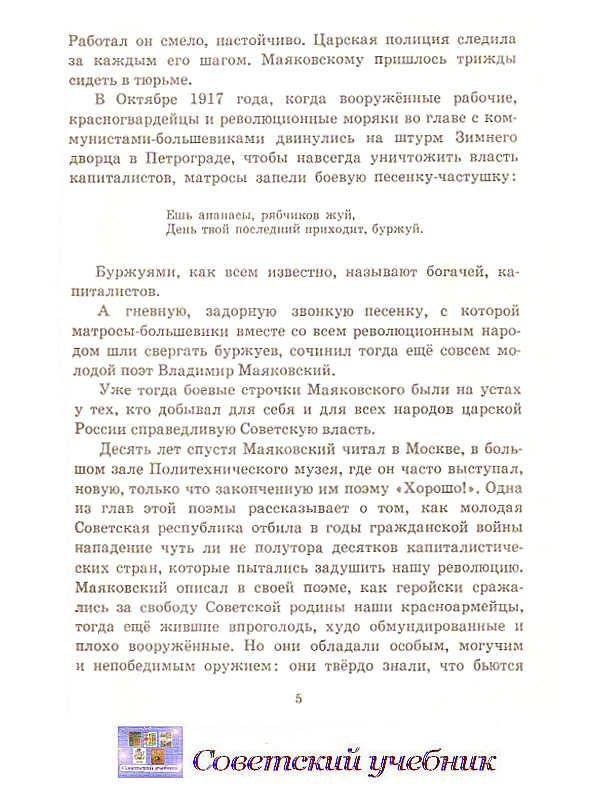 Работал он смело, настойчиво. Царская полиция следила
за каждым его шагом. Маяковскому пришлось трижды
сидеть в тюрьме.
В Октябре 1917 года, когда вооружённые рабочие,
красногвардейцы и революционные моряки во главе с ком-
мунистами-большевиками двинулись на штурм Зимнего
дворца в Петрограде, чтобы навсегда уничтожить власть
капиталистов, матросы запели боевую песенку-частушку:
Ешь ананасы, рябчиков жуй,
День твой последний приходит, буржуй.
Буржуями, как всем известно, называют богачей, ка-
питалистов.
А гневную, задорную звонкую песенку, с которой
матросы-большевики вместе со всем революционным наро-
дом шли свергать буржуев, сочинил тогда ещё совсем мо-
лодой поэт Владимир Маяковский.
Уже тогда боевые строчки Маяковского были на устах
у тех, кто добывал для себя и для всех народов царской
России справедливую Советскую власть.
Десять лет спустя Маяковский читал в Москве, в боль-
шом зале Политехнического музея, где он часто выступал,
новую, только что законченную им поэму «Хорошо!». Одна
из глав этой поэмы рассказывает о том, как молодая
Советская республика отбила в годы гражданской войны
нападение чуть ли не полутора десятков капиталистиче-
ских стран, которые пытались задушить нашу революцию.
Маяковский описал в своей поэме, как геройски сража-
лись за свободу Советской родины наши красноармейцы,
тогда ещё жившие впроголодь, худо обмундированные и
плохо вооружённые. Но они обладали особым, могучим
и непобедимым оружием: они твёрдо знали, что бьются
5
Советский учебник
Советский учебник